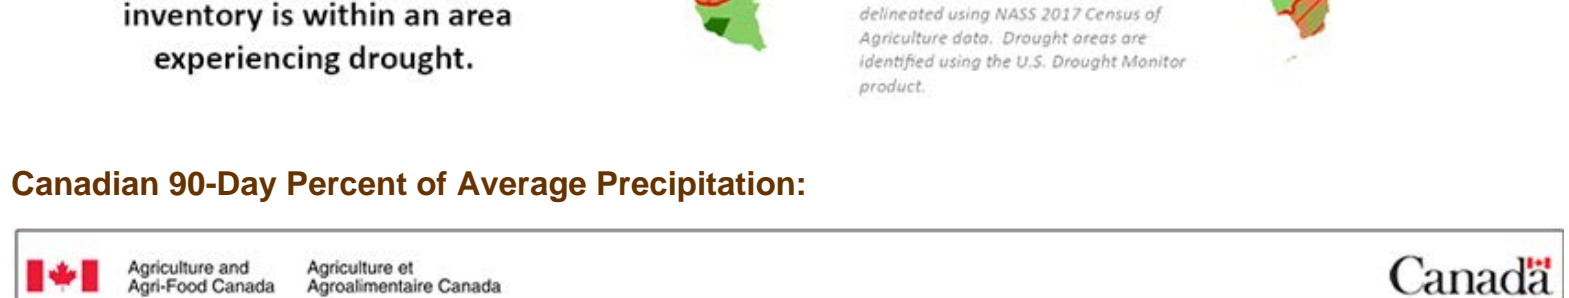 inventory is within an area
experiencing drought.
delineated using NASS 2017 Census of
Agriculture data. Drought areas are
identified using the U.S. Drought Monitor
product.
Canadian 90-Day Percent of Average Precipitation:
Agriculture and
Agri-Food Canada
Agriculture et
Agroalimentaire Canada
Canada